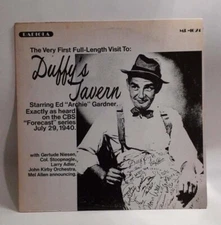 RADIOLA
The Very First Full-Length Visit To:
Duffy's
Tavern
Starring Ed "Archie" Gardner.
Exactly as heard
on the CBS
"Forecast" series
July 29, 1940.
with Gertude Niesen,
Col. Stoopnagle,
Larry Adler,
John Kirby Orchestra,
Mel Allen announcing.